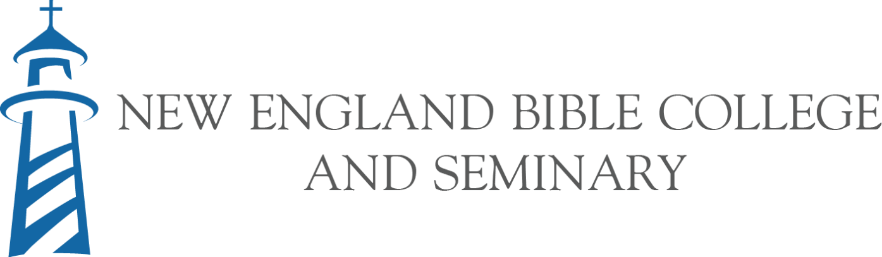 NEW ENGLAND BIBLE COLLEGE
AND SEMINARY